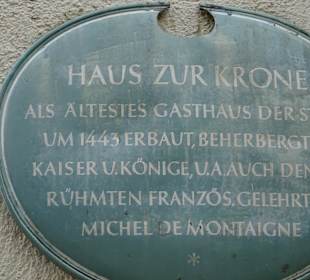 HAUS ZUR KRONE
ALS ÄLTESTES GASTHAUS DER S
UM 1443 ERBAUT, BEHERBERGT
KAISER U. KÖNIGE, U.A. AUCH DEN
RÜHMTEN FRANZÖS. GELEHRT
MICHEL DE MONTAIGNE
*